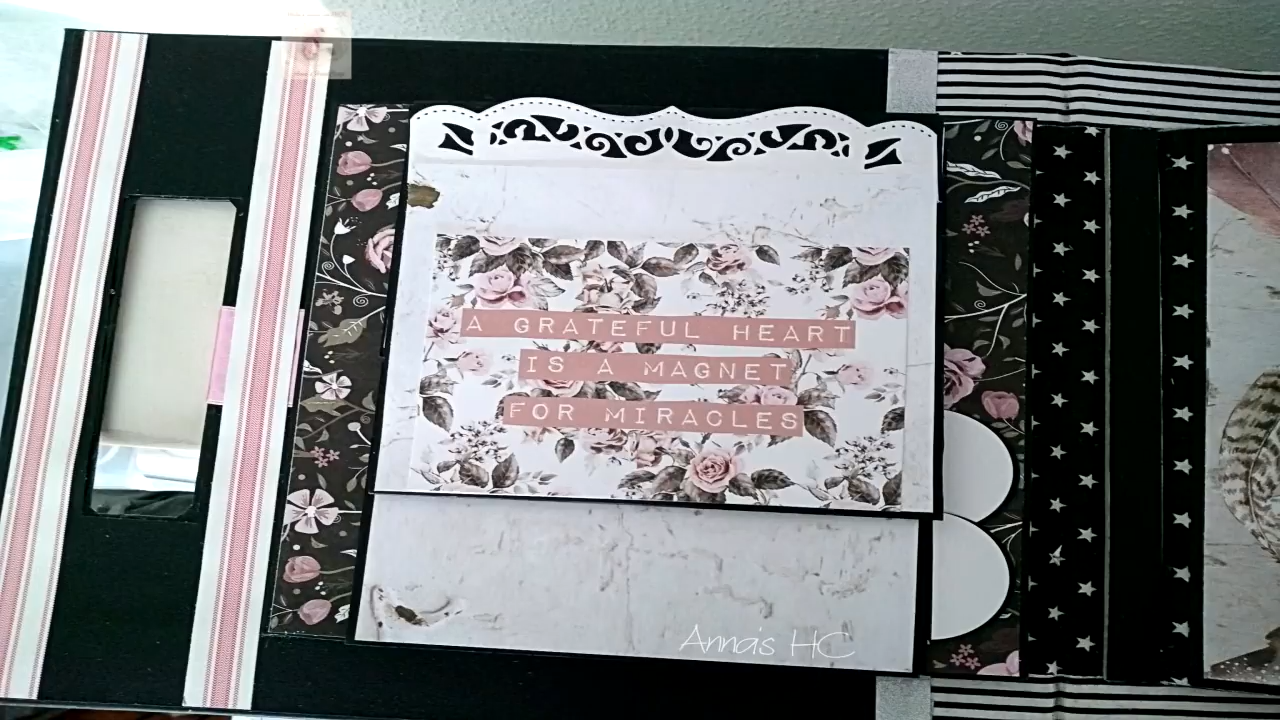 A GRATEFUL HEART
IS A MAGNET
FOR MIRACLES
Anna's HC